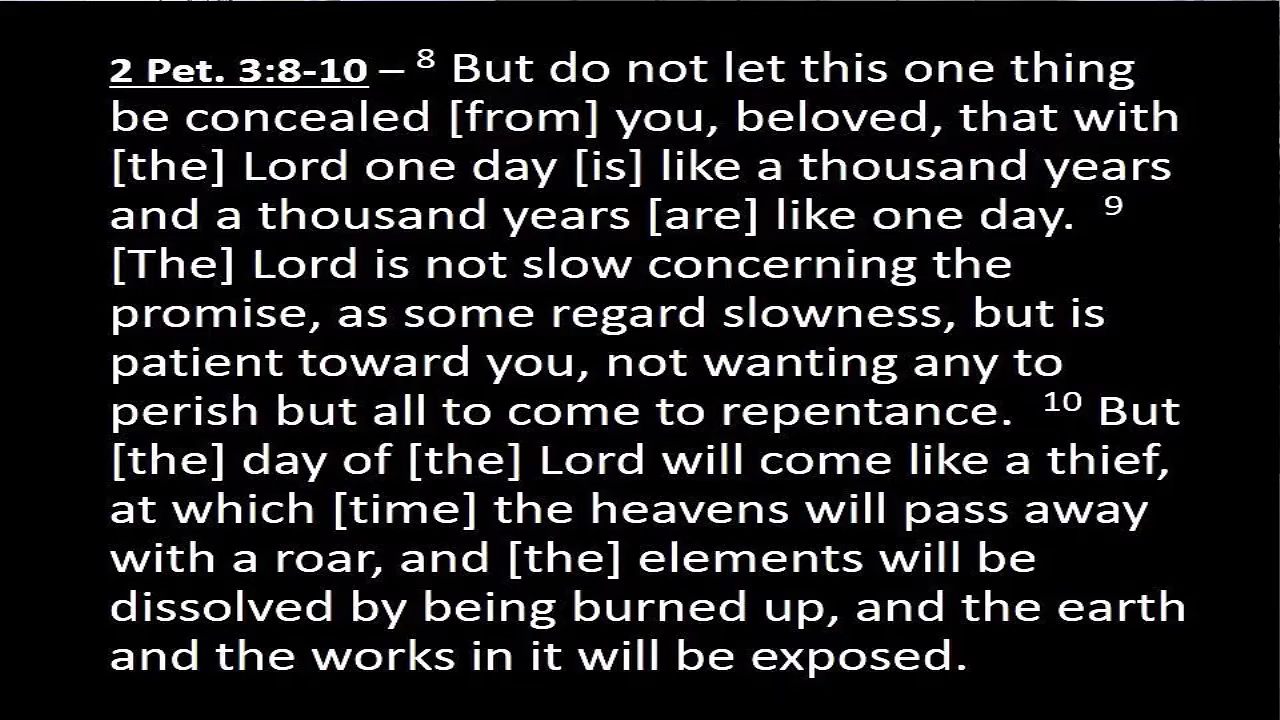 2 Pet. 3:8-10 – ⁸ But do not let this one thing
be concealed [from] you, beloved, that with
[the] Lord one day [is] like a thousand years
and a thousand years [are] like one day. ⁹
[The] Lord is not slow concerning the
promise, as some regard slowness, but is
patient toward you, not wanting any to
perish but all to come to repentance. ¹⁰ But
[the] day of [the] Lord will come like a thief,
at which [time] the heavens will pass away
with a roar, and [the] elements will be
dissolved by being burned up, and the earth
and the works in it will be exposed.